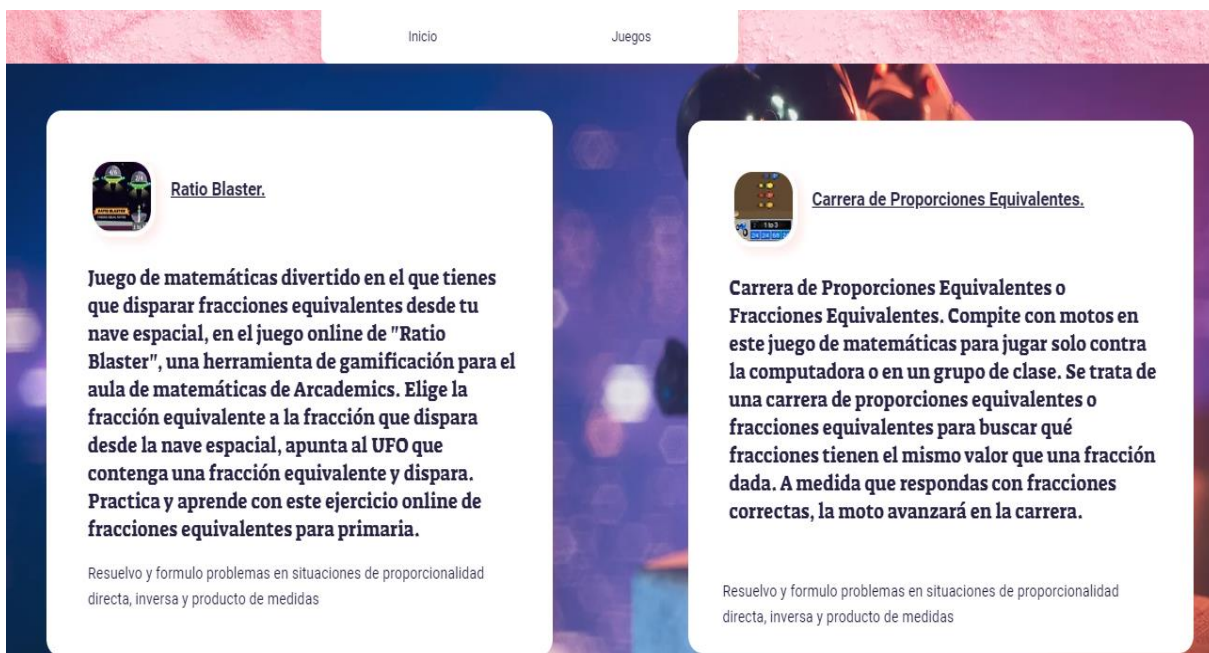 Inicio
Juegos
Ratio Blaster.
Juego de matemáticas divertido en el que tienes
que disparar fracciones equivalentes desde tu
nave espacial, en el juego online de "Ratio
Blaster", una herramienta de gamificación para el
aula de matemáticas de Arcademics. Elige la
fracción equivalente a la fracción que dispara
desde la nave espacial, apunta al UFO que
contenga una fracción equivalente y dispara.
Practica y aprende con este ejercicio online de
fracciones equivalentes para primaria.
Resuelvo y formulo problemas en situaciones de proporcionalidad
directa, inversa y producto de medidas
Carrera de Proporciones Equivalentes.
1 to 3
Carrera de Proporciones Equivalentes o
Fracciones Equivalentes. Compite con motos en
este juego de matemáticas para jugar solo contra
la computadora o en un grupo de clase. Se trata de
una carrera de proporciones equivalentes o
fracciones equivalentes para buscar qué
fracciones tienen el mismo valor que una fracción
dada. A medida que respondas con fracciones
correctas, la moto avanzará en la carrera.
Resuelvo y formulo problemas en situaciones de proporcionalidad
directa, inversa y producto de medidas